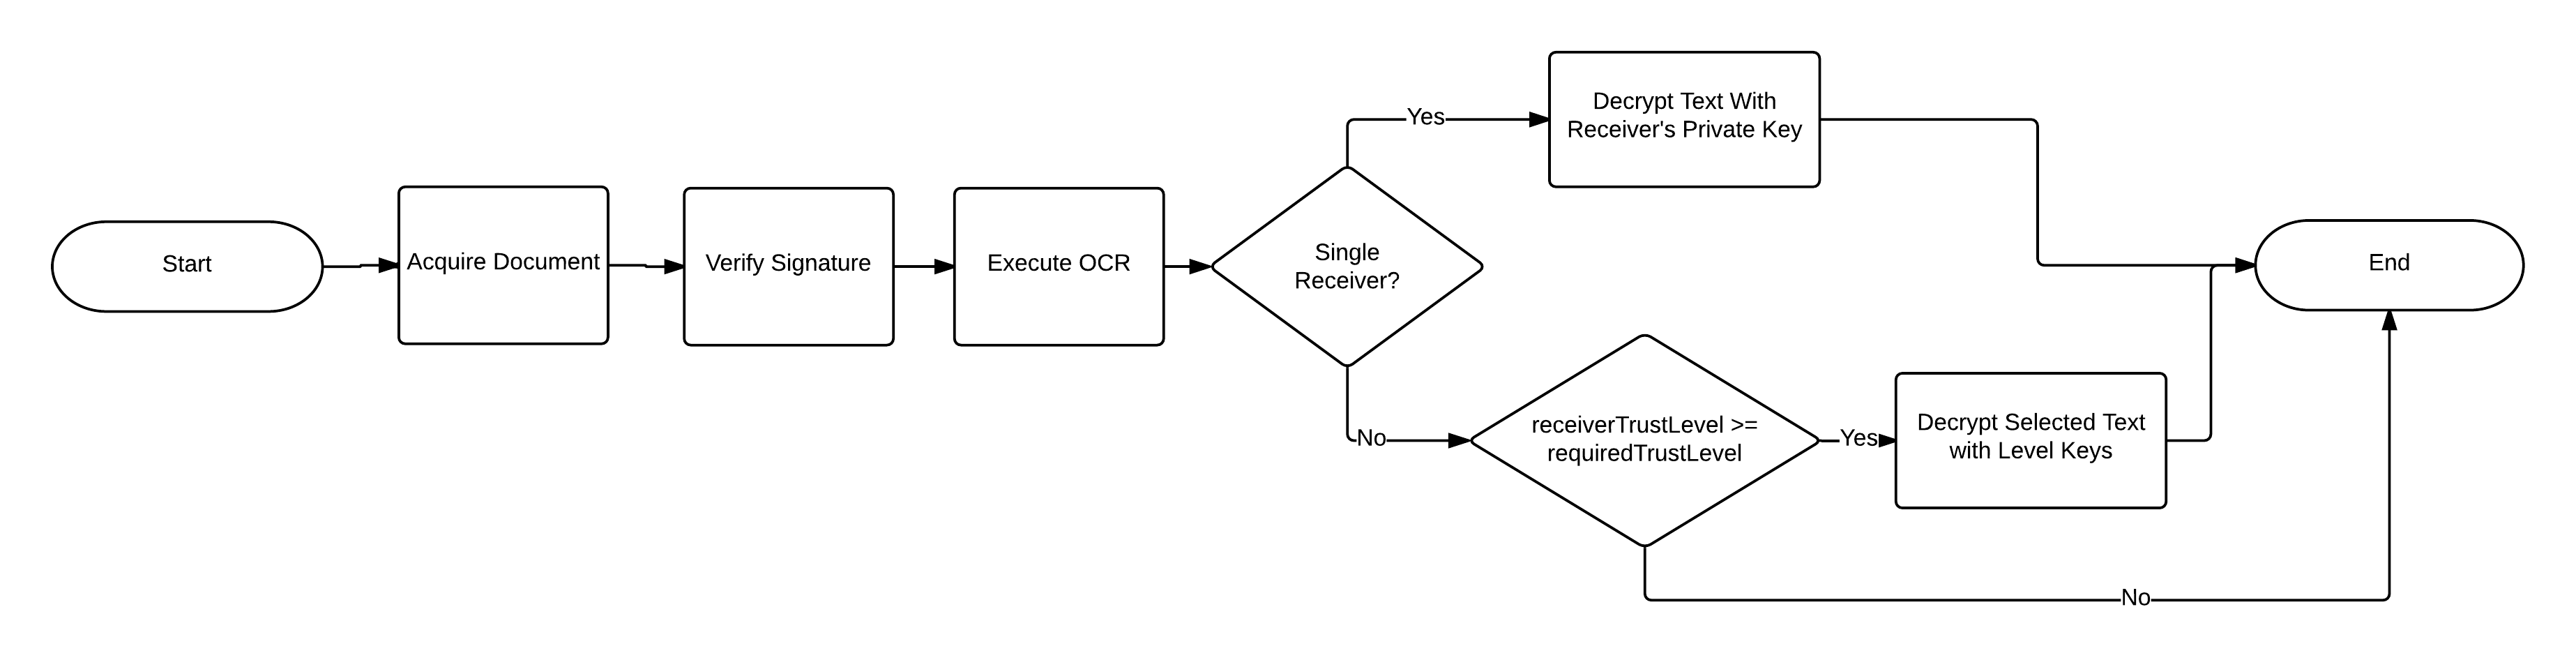 Start
Acquire Document
Verify Signature
Execute OCR
Single
Receiver?
Yes
Decrypt Text With
Receiver's Private Key
No
receiverTrustLevel >=
requiredTrustLevel
Yes
Decrypt Selected Text
with Level Keys
No
End